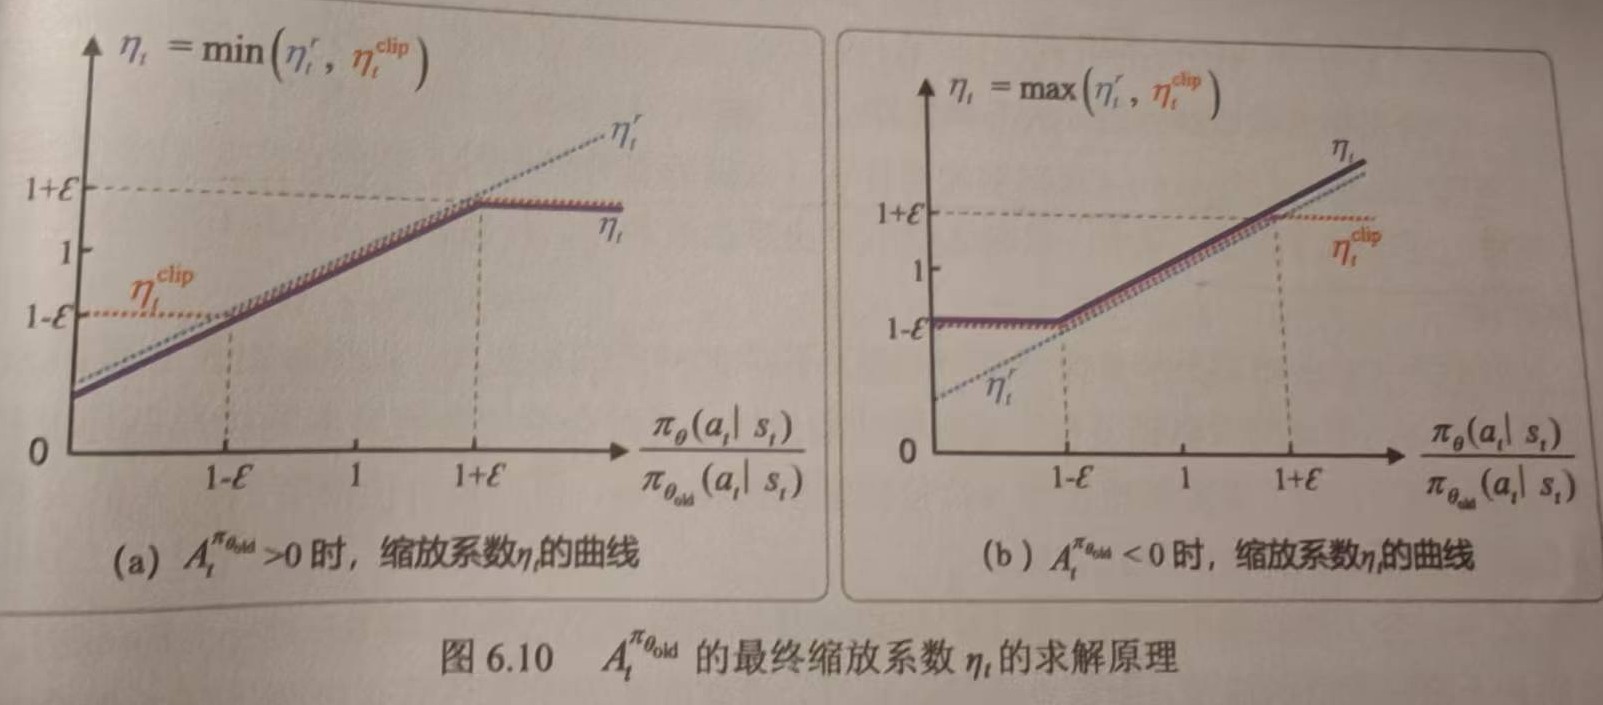 η_t = min(η_t^r, η_t^clip)
η_t^r
1+ε
1
η_t
η_t^clip
1-ε
0
1-ε 1 1+ε
π_θ(a_t| s_t)
π_θold(a_t| s_t)
(a) A_t^π_θold >0 时，缩放系数η_t的曲线
η_t = max(η_t^r, η_t^clip)
η_t
1+ε
η_t^clip
1
1-ε
η_t^r
0
1-ε 1 1+ε
π_θ(a_t| s_t)
π_θold(a_t| s_t)
(b) A_t^π_θold <0 时，缩放系数η_t的曲线
图 6.10 A_t^π_θold 的最终缩放系数 η_t 的求解原理